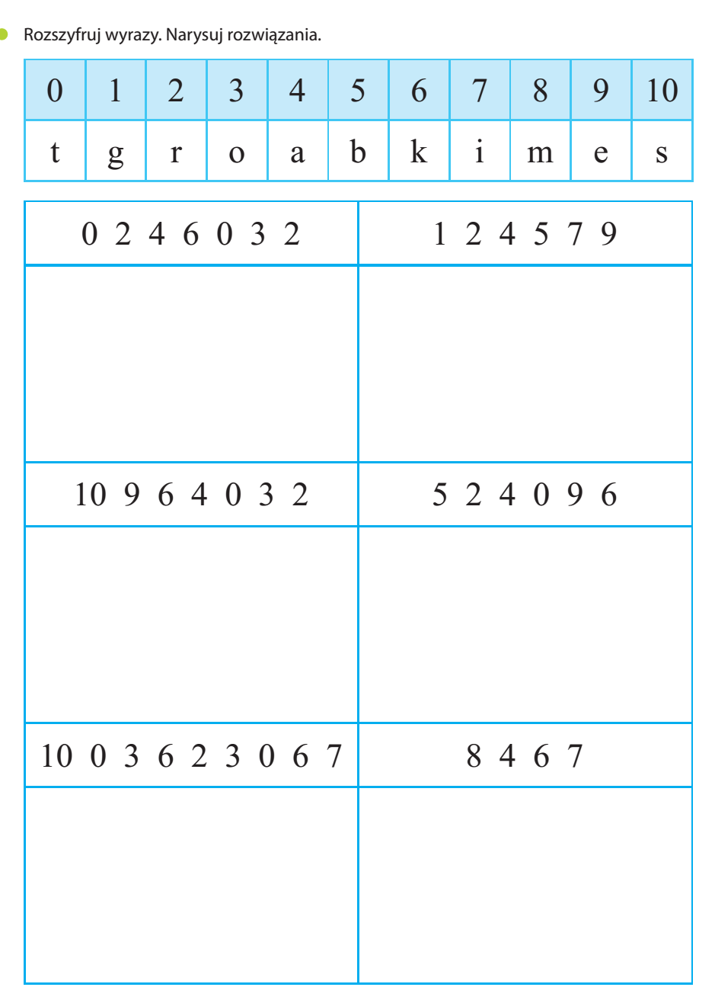 Rozszyfruj wyrazy. Narysuj rozwiązania.
0 1 2 3 4 5 6 7 8 9 10
t g r o a b k i m e s
0 2 4 6 0 3 2 1 2 4 5 7 9
10 9 6 4 0 3 2 5 2 4 0 9 6
10 0 3 6 2 3 0 6 7 8 4 6 7